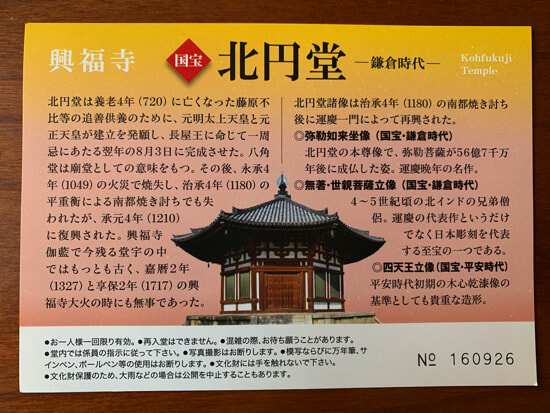 興福寺
国宝
北円堂
―鎌倉時代―
Kohfukuji
Temple
北円堂は養老4年(720)に亡くなった藤原不
比等の追善供養のために、元明太上天皇と元
正天皇が建立を発願し、長屋王に命じて一周
忌にあたる翌年の8月3日に完成させた。八角
堂は廟堂としての意味をもつ。その後、永承4
年(1049)の火災で焼失し、治承4年(1180)の
平重衡による南都焼き討ちでも失
われたが、承元4年(1210)
に復興された。興福寺
伽藍で今残る堂宇の中
ではもっとも古く、嘉暦2年
(1327)と享保2年(1717)の興
福寺大火の時にも無事であった。
北円堂諸像は治承4年(1180)の南都焼き討ち
後に運慶一門によって再興された。
◎弥勒如来坐像(国宝・鎌倉時代)
北円堂の本尊像で、弥勒菩薩が56億7千万
年後に成仏した姿。運慶晩年の名作。
◎無著・世親菩薩立像(国宝・鎌倉時代)
4~5世紀頃の北インドの兄弟僧
侶。運慶の代表作というだけ
でなく日本彫刻を代表す
る至宝の一つである。
◎四天王立像(国宝・平安時代)
平安時代初期の木心乾漆像の
基準としても貴重な造形。
●お一人様一回限り有効。●再入堂はできません。●混雑の際、お待ち願うことがあります。
●堂内では係員の指示に従って下さい。●写真撮影はお断りします。●模写ならびに万年筆、サ
インペン、ボールペン等の使用はお断りします。●文化財には手を触れないで下さい。
●文化財保護のため、大雨などの場合は公開を中止することもあります。
№ 160926